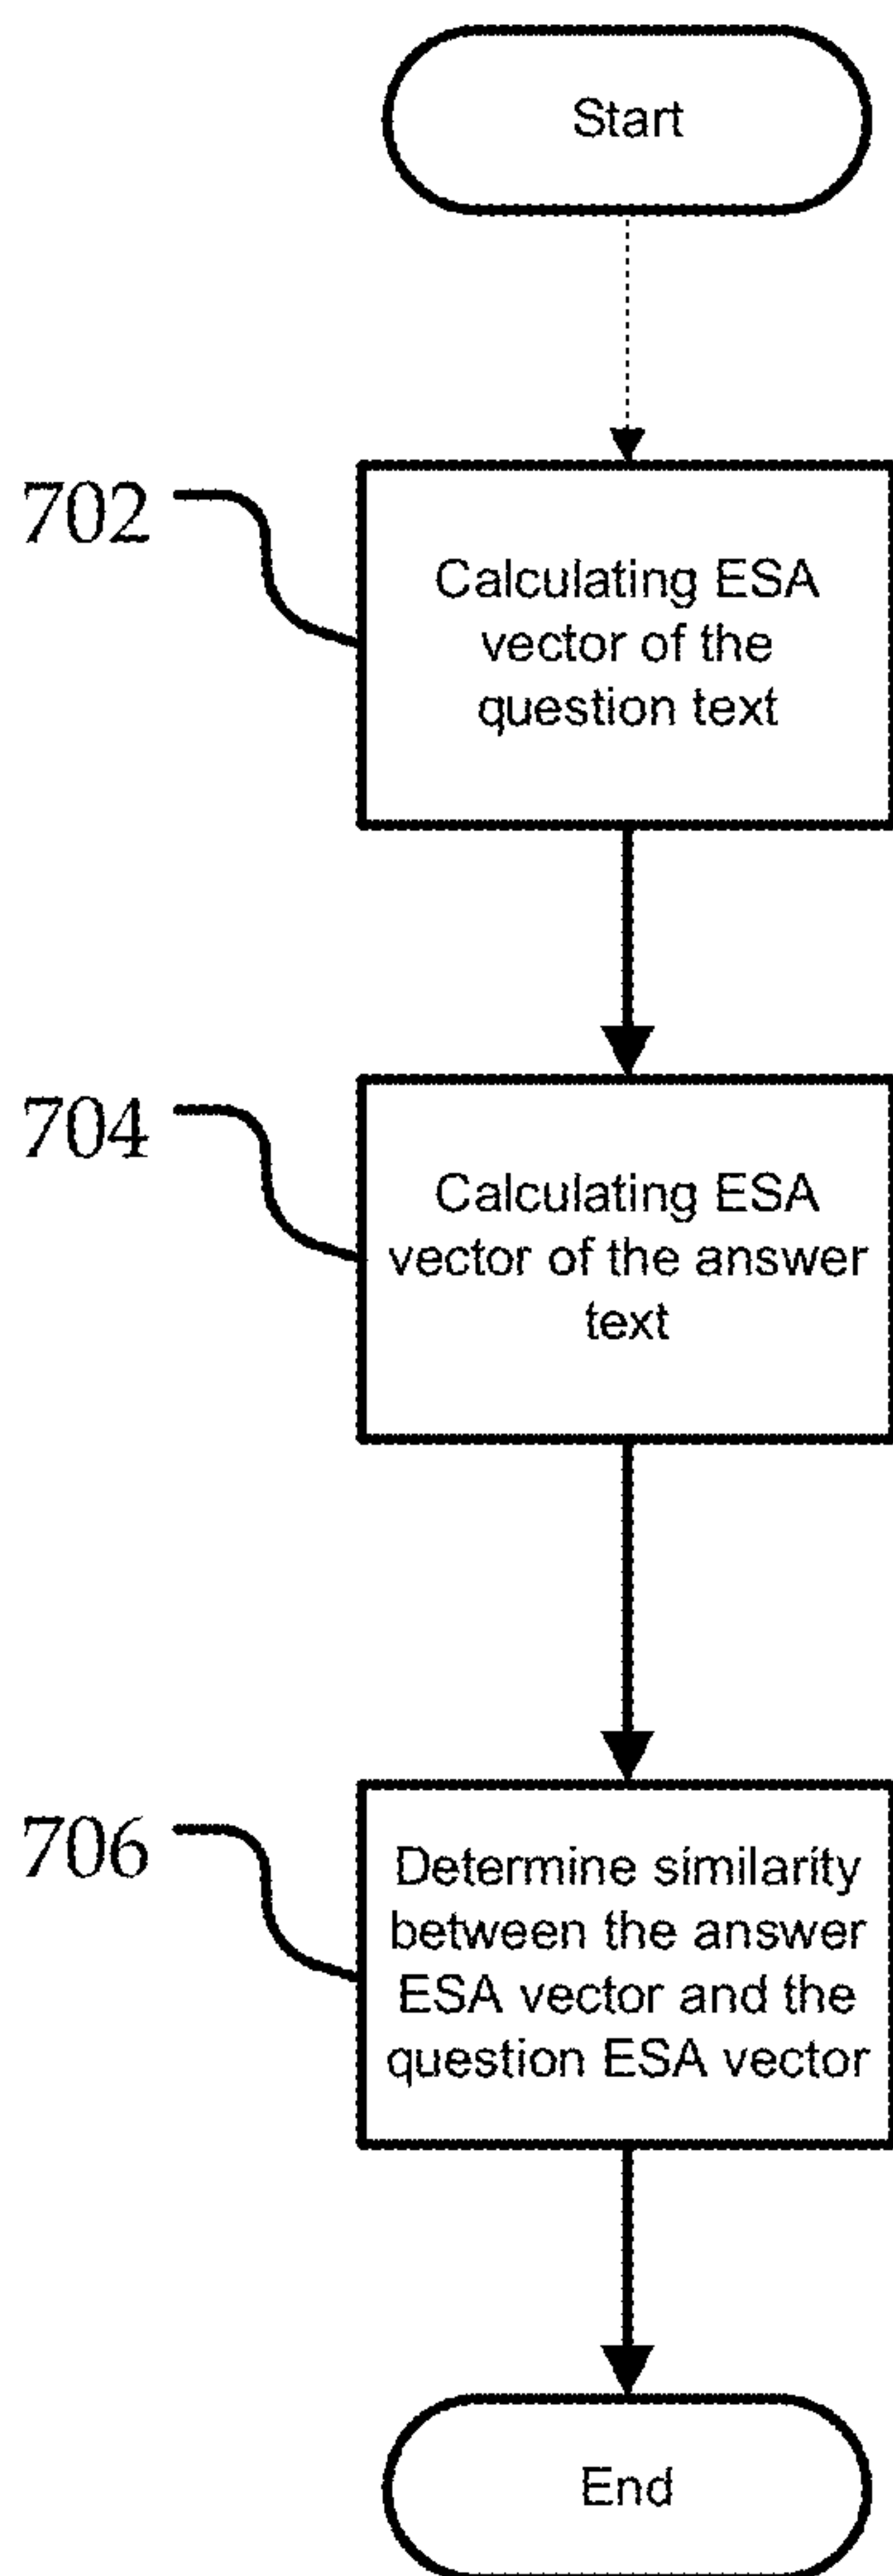 Start
702
Calculating ESA
vector of the
question text
704
Calculating ESA
vector of the answer
text
706
Determine similarity
between the answer
ESA vector and the
question ESA vector
End